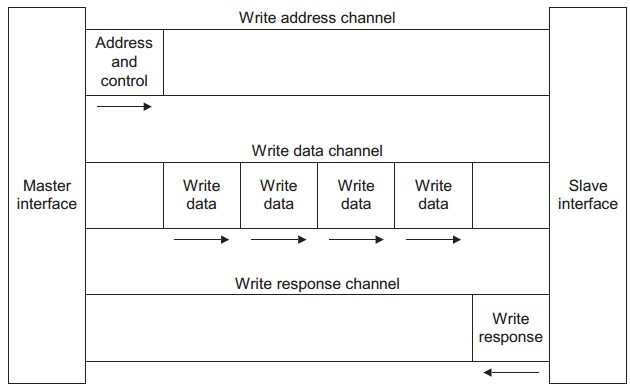 Write address channel
Address
and
control
Write data channel
Master
interface
Write
data
Write
data
Write
data
Write
data
Slave
interface
Write response channel
Write
response